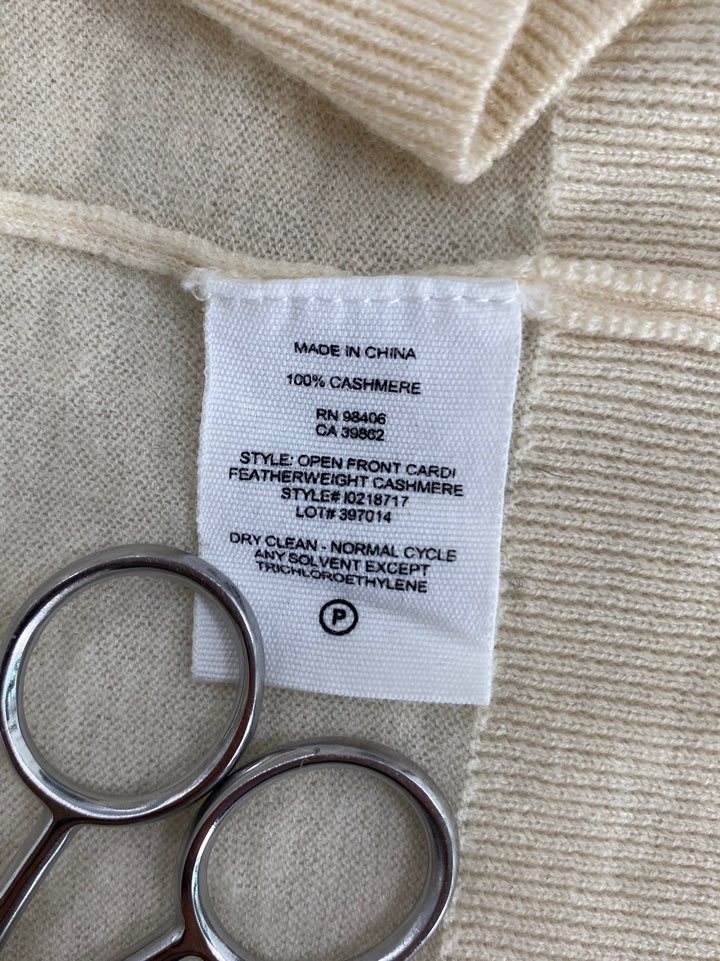 MADE IN CHINA
100% CASHMERE
RN 98406
CA 39862
STYLE: OPEN FRONT CARDI
FEATHERWEIGHT CASHMERE
STYLE# I0218717
LOT# 397014
DRY CLEAN - NORMAL CYCLE
ANY SOLVENT EXCEPT
TRICHLOROETHYLENE
P